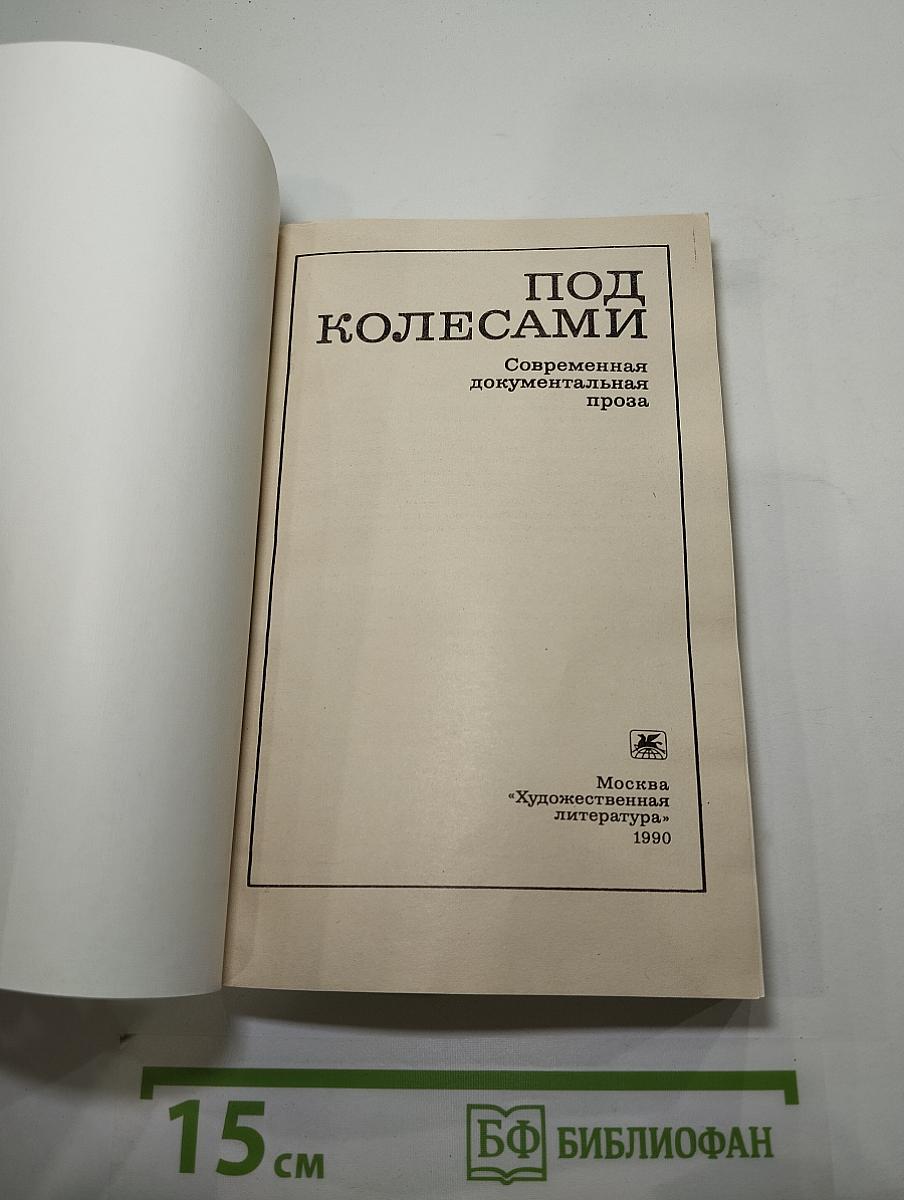 ПОД
КОЛЕСАМИ
Современная
документальная
проза
Москва
«Художественная
литература»
1990
15 см
БФ БИБЛИОФАН